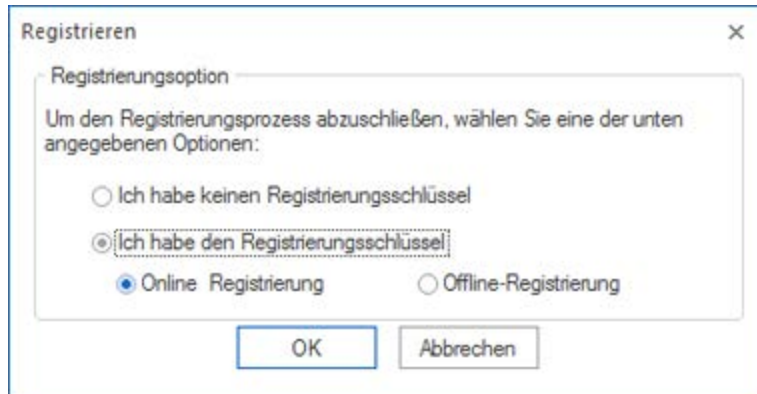 Registrieren
Registrierungsoption
Um den Registrierungsprozess abzuschließen, wählen Sie eine der unten
angegebenen Optionen:
Ich habe keinen Registrierungsschlüssel
Ich habe den Registrierungsschlüssel
Online Registrierung Offline-Registrierung
OK Abbrechen